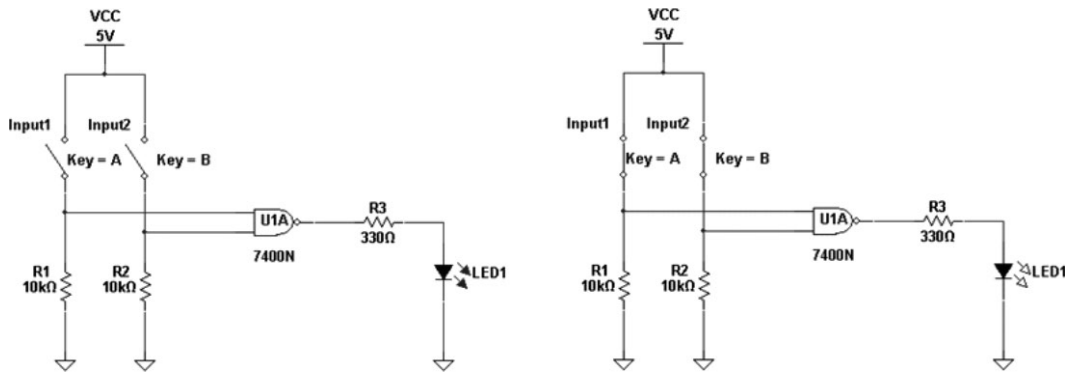 VCC
5V
Input1
Input2
Key = A
Key = B
U1A
7400N
R3
330Ω
R1
10kΩ
R2
10kΩ
LED1
VCC
5V
Input1
Input2
Key = A
Key = B
U1A
7400N
R3
330Ω
R1
10kΩ
R2
10kΩ
LED1